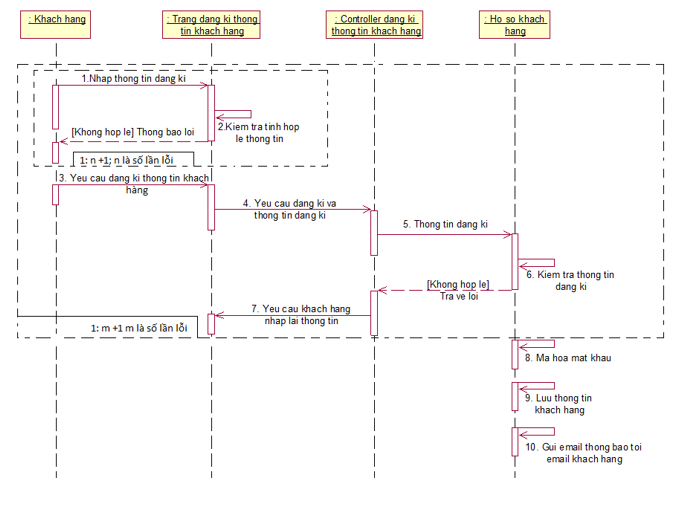 : Khach hang
: Trang dang ki thong
tin khach hang
: Controller dang ki
thong tin khach hang
: Ho so khach
hang
1.Nhap thong tin dang ki
2.Kiem tra tinh hop
le thong tin
[Khong hop le] Thong bao loi
1: n +1; n là số lần lỗi
3. Yeu cau dang ki thong tin khach
hàng
4. Yeu cau dang ki va
thong tin dang ki
5. Thong tin dang ki
6. Kiem tra thong tin
dang ki
[Khong hop le]
Tra ve loi
7. Yeu cau khach hang
nhap lai thong tin
1: m +1 m là số lần lỗi
8. Ma hoa mat khau
9. Luu thong tin
khach hang
10. Gui email thong bao toi
email khach hang